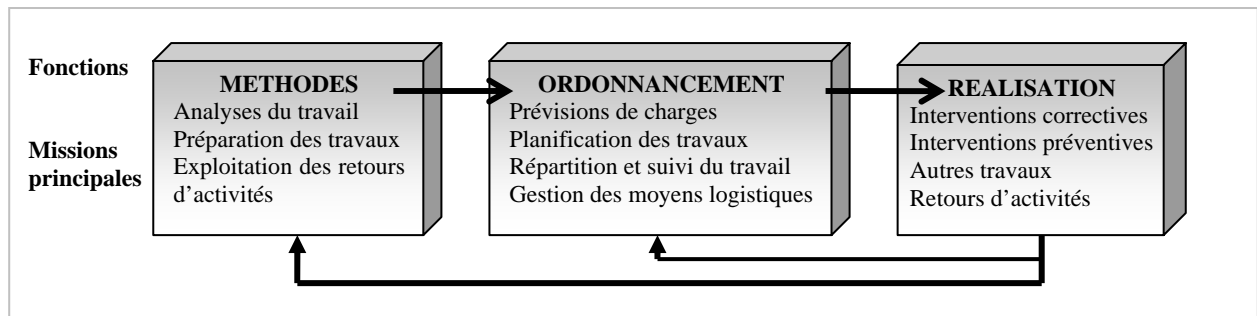 Fonctions
Missions
principales
METHODES
Analyses du travail
Préparation des travaux
Exploitation des retours
d’activités
ORDONNANCEMENT
Prévisions de charges
Planification des travaux
Répartition et suivi du travail
Gestion des moyens logistiques
REALISATION
Interventions correctives
Interventions préventives
Autres travaux
Retours d’activités